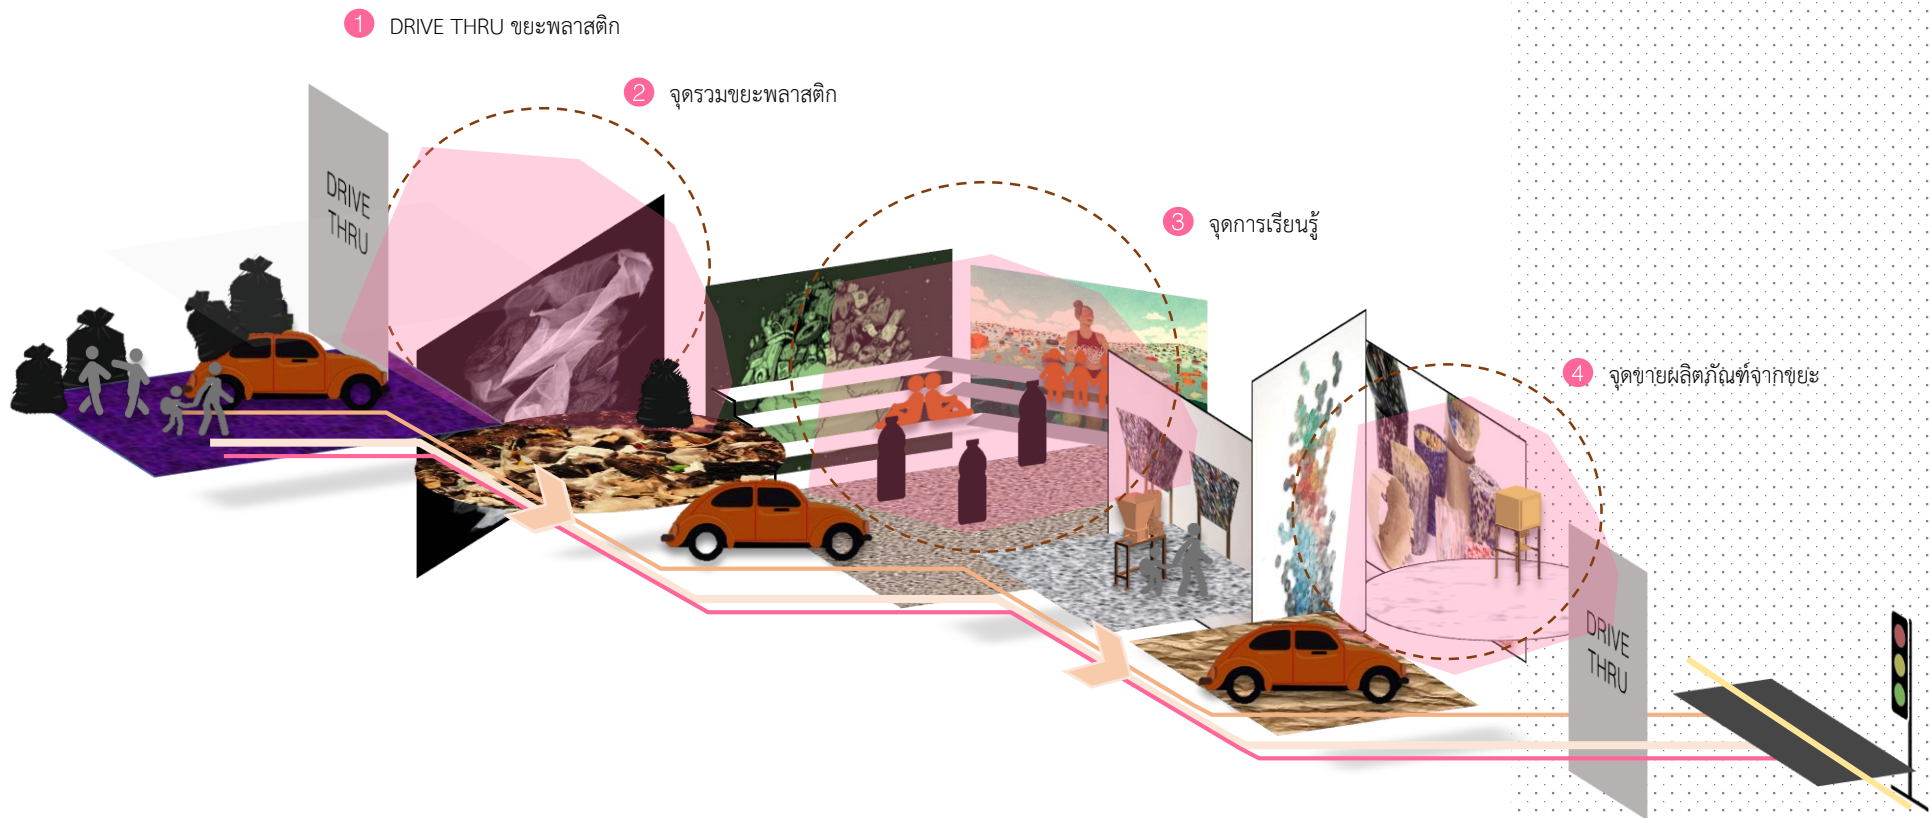 1 DRIVE THRU ขยะพลาสติก
2 จุดรวมขยะพลาสติก
DRIVE
THRU
3 จุดการเรียนรู้
4 จุดขายผลิตภัณฑ์จากขยะ
DRIVE
THRU